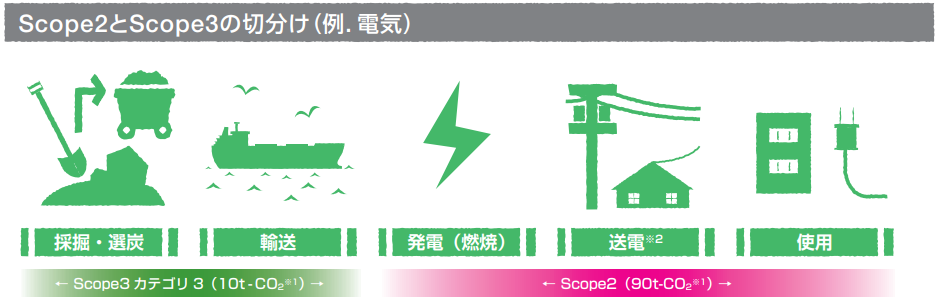 Scope2とScope3の切分け（例. 電気）
採掘・選炭 輸送 発電（燃焼） 送電※2 使用
← Scope3 カテゴリ 3（10t-CO2※1）→ ← Scope2（90t-CO2※1）→